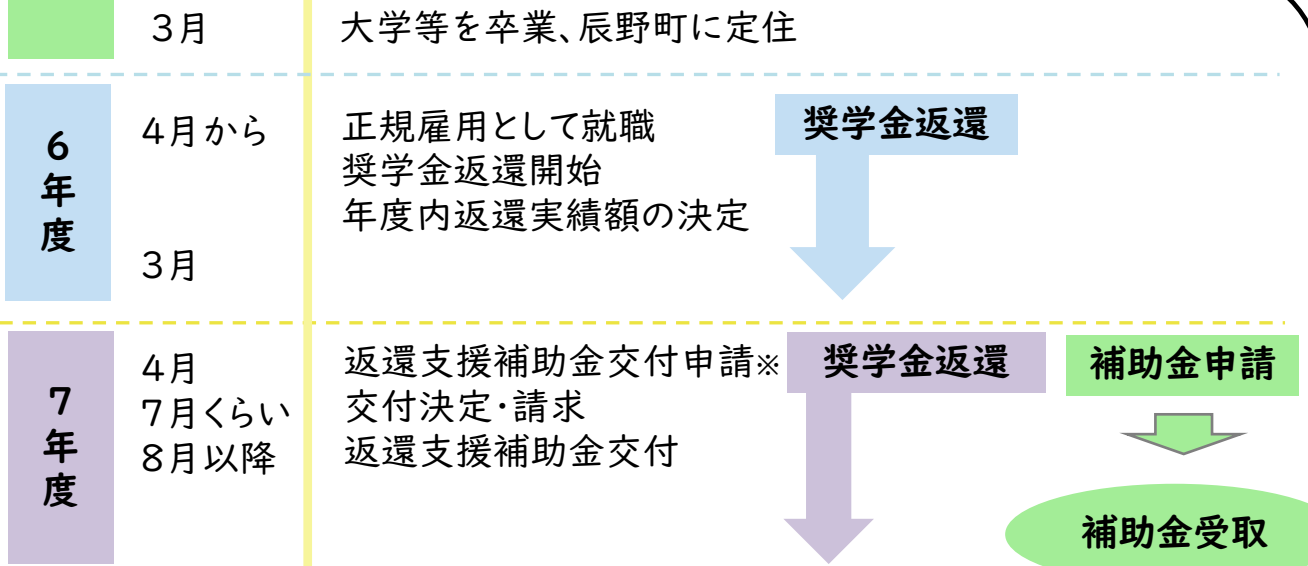 ３月 大学等を卒業、辰野町に定住
６年度
４月から 正規雇用として就職 奨学金返還
奨学金返還開始
年度内返還実績額の決定
３月
７年度
４月 返還支援補助金交付申請※ 奨学金返還 補助金申請
７月くらい 交付決定・請求
８月以降 返還支援補助金交付
補助金受取